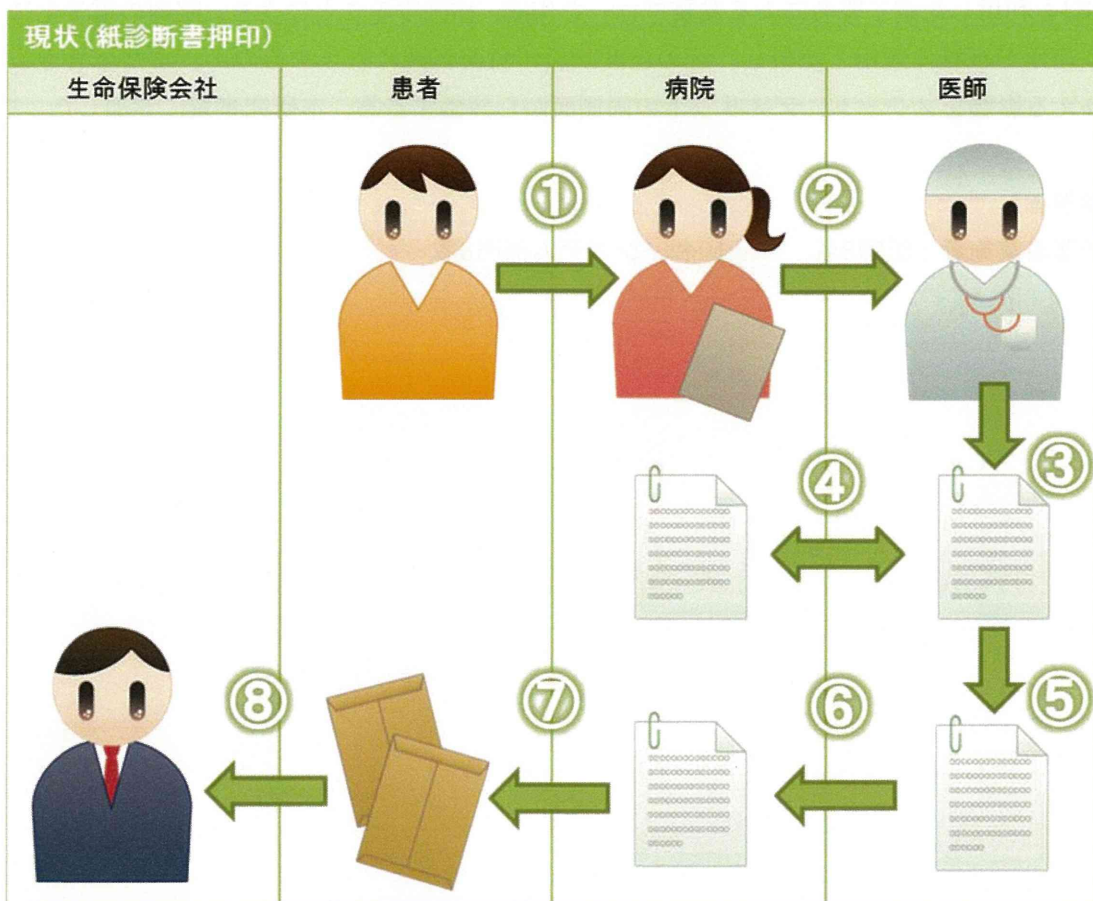 現状(紙診断書押印)
生命保険会社 患者 病院 医師
① ②
③
④
⑤
⑧ ⑦ ⑥